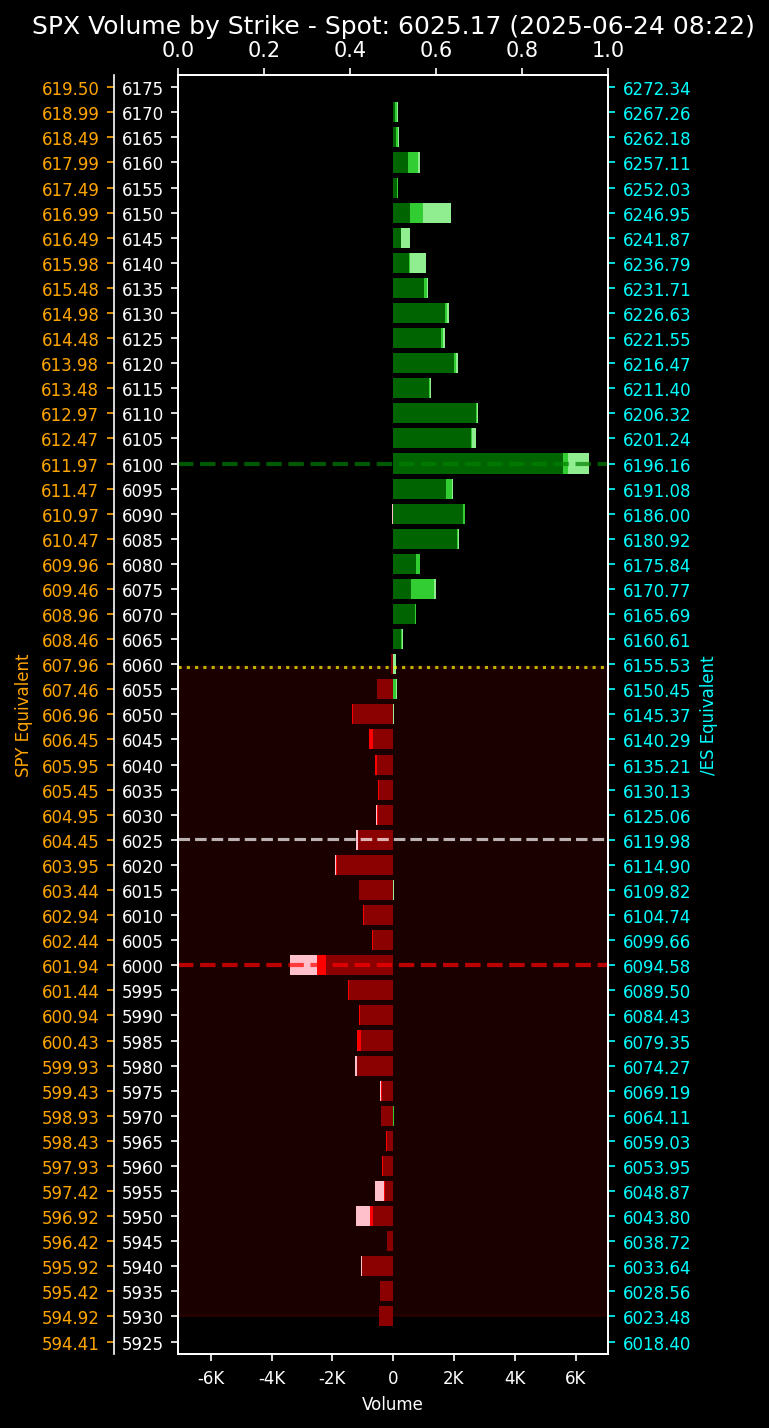 SPX Volume by Strike - Spot: 6025.17 (2025-06-24 08:22)
0.0 0.2 0.4 0.6 0.8 1.0
619.50 6175 6272.34
618.99 6170 6267.26
618.49 6165 6262.18
617.99 6160 6257.11
617.49 6155 6252.03
616.99 6150 6246.95
616.49 6145 6241.87
615.98 6140 6236.79
615.48 6135 6231.71
614.98 6130 6226.63
614.48 6125 6221.55
613.98 6120 6216.47
613.48 6115 6211.40
612.97 6110 6206.32
612.47 6105 6201.24
611.97 6100 6196.16
611.47 6095 6191.08
610.97 6090 6186.00
610.47 6085 6180.92
609.96 6080 6175.84
609.46 6075 6170.77
608.96 6070 6165.69
608.46 6065 6160.61
607.96 6060 6155.53
607.46 6055 6150.45
606.96 6050 6145.37
606.45 6045 6140.29
605.95 6040 6135.21
605.45 6035 6130.13
604.95 6030 6125.06
604.45 6025 6119.98
603.95 6020 6114.90
603.44 6015 6109.82
602.94 6010 6104.74
602.44 6005 6099.66
601.94 6000 6094.58
601.44 5995 6089.50
600.94 5990 6084.43
600.43 5985 6079.35
599.93 5980 6074.27
599.43 5975 6069.19
598.93 5970 6064.11
598.43 5965 6059.03
597.93 5960 6053.95
597.42 5955 6048.87
596.92 5950 6043.80
596.42 5945 6038.72
595.92 5940 6033.64
595.42 5935 6028.56
594.92 5930 6023.48
594.41 5925 6018.40
SPY Equivalent
/ES Equivalent
-6K -4K -2K 0 2K 4K 6K
Volume